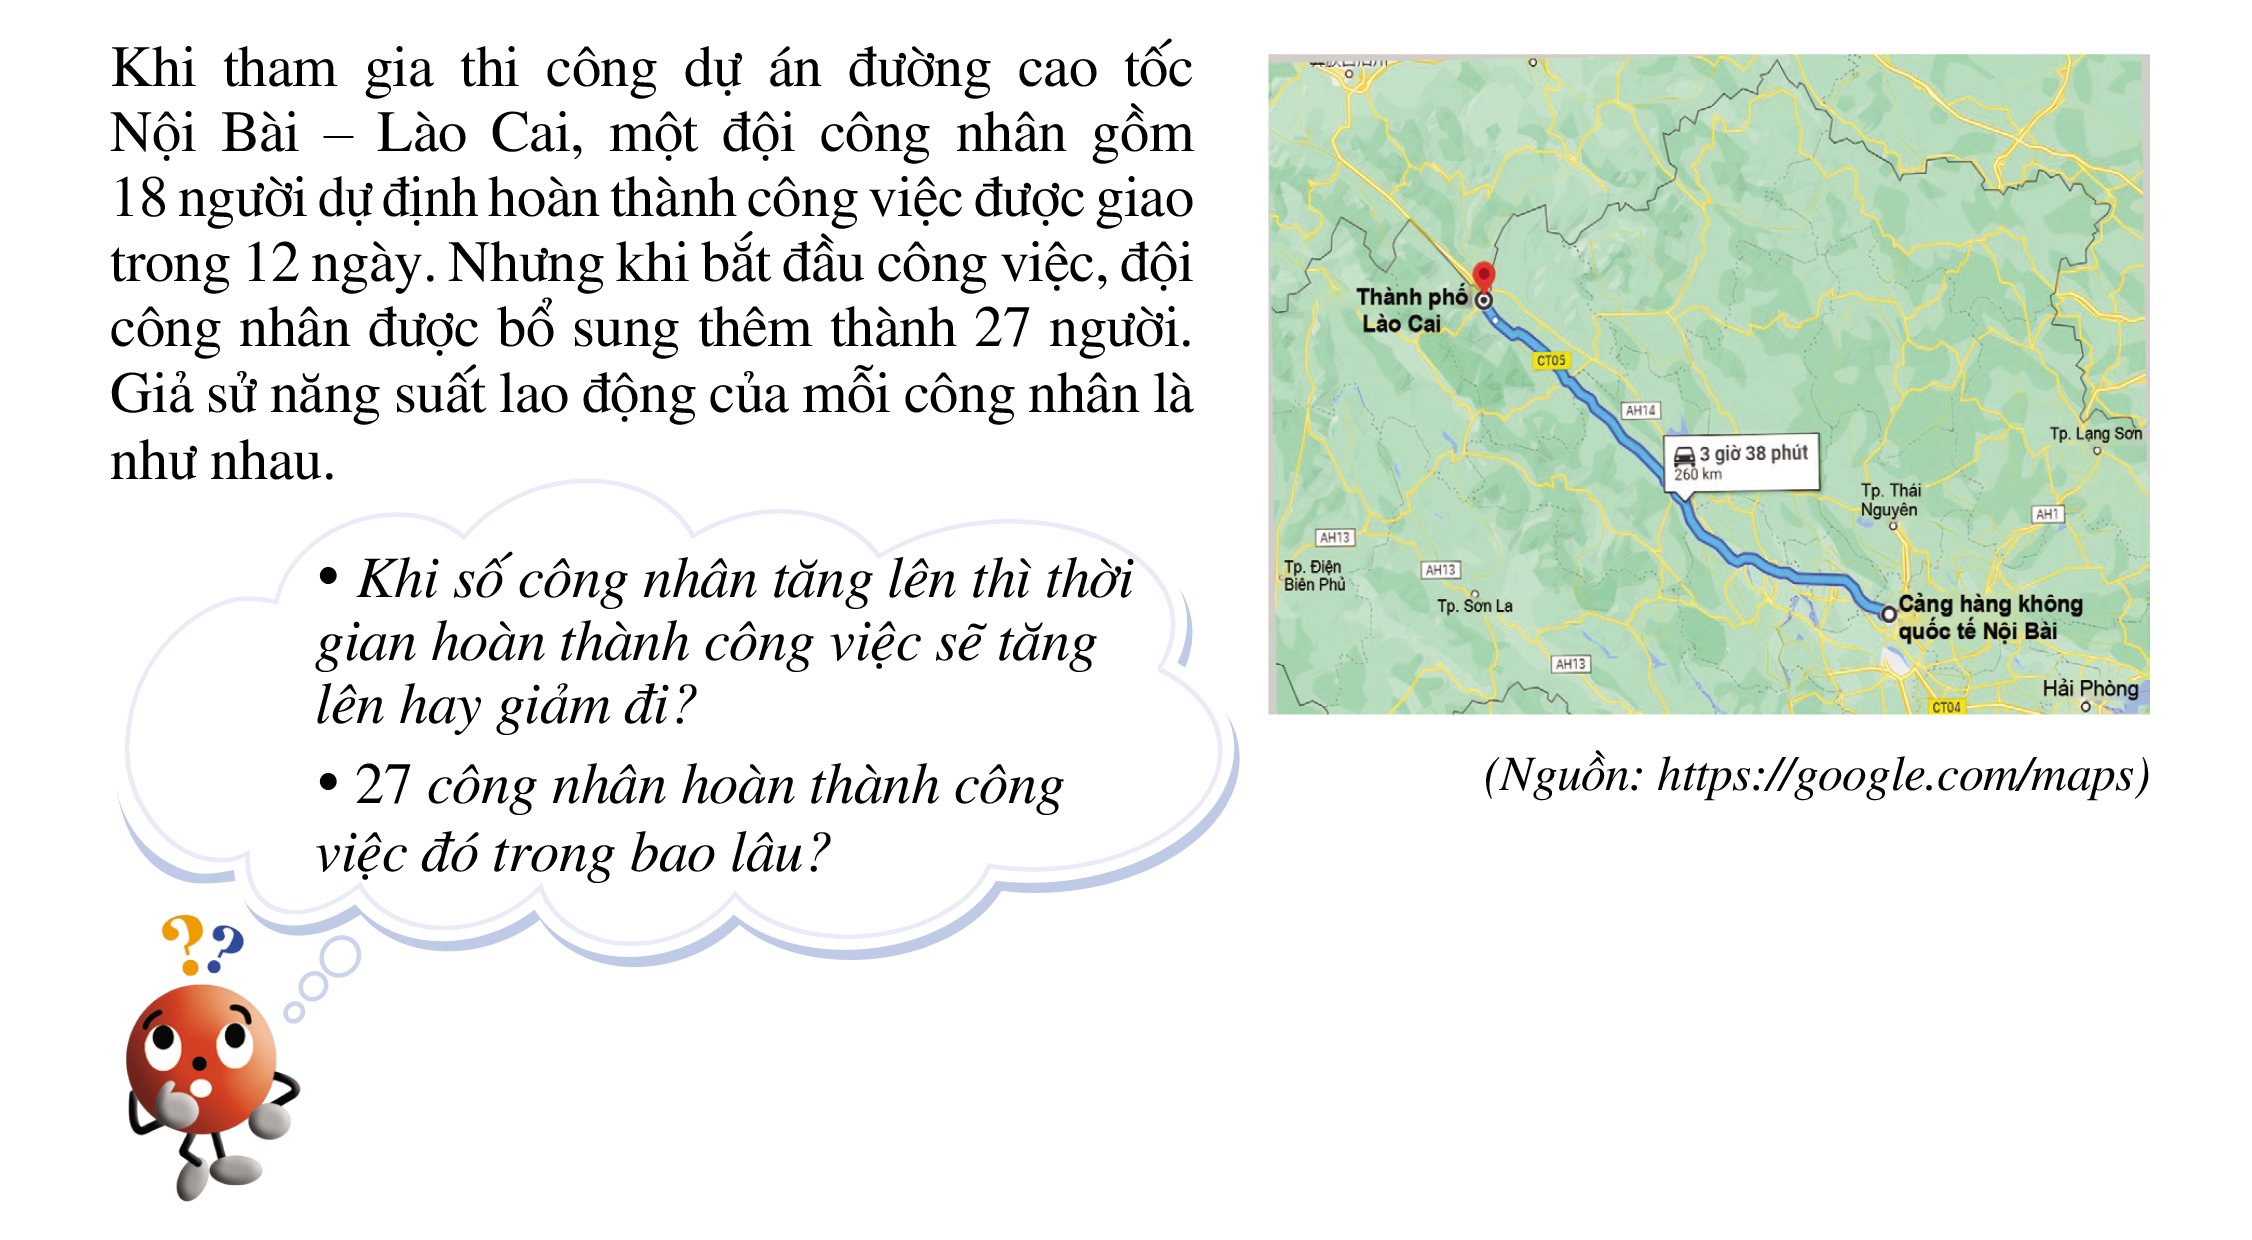 Khi tham gia thi công dự án đường cao tốc
Nội Bài – Lào Cai, một đội công nhân gồm
18 người dự định hoàn thành công việc được giao
trong 12 ngày. Nhưng khi bắt đầu công việc, đội
công nhân được bổ sung thêm thành 27 người.
Giả sử năng suất lao động của mỗi công nhân là
như nhau.
• Khi số công nhân tăng lên thì thời
gian hoàn thành công việc sẽ tăng
lên hay giảm đi?
• 27 công nhân hoàn thành công
việc đó trong bao lâu?
??
Thành phố
Lào Cai
CT05
AH14
3 giờ 38 phút
260 km
Tp. Lạng Sơn
Tp. Thái
Nguyên
AH1
AH13
Tp. Điện
Biên Phủ
AH13
Tp. Sơn La
Cảng hàng không
quốc tế Nội Bài
AH13
Hải Phòng
CT04
(Nguồn: https://google.com/maps)